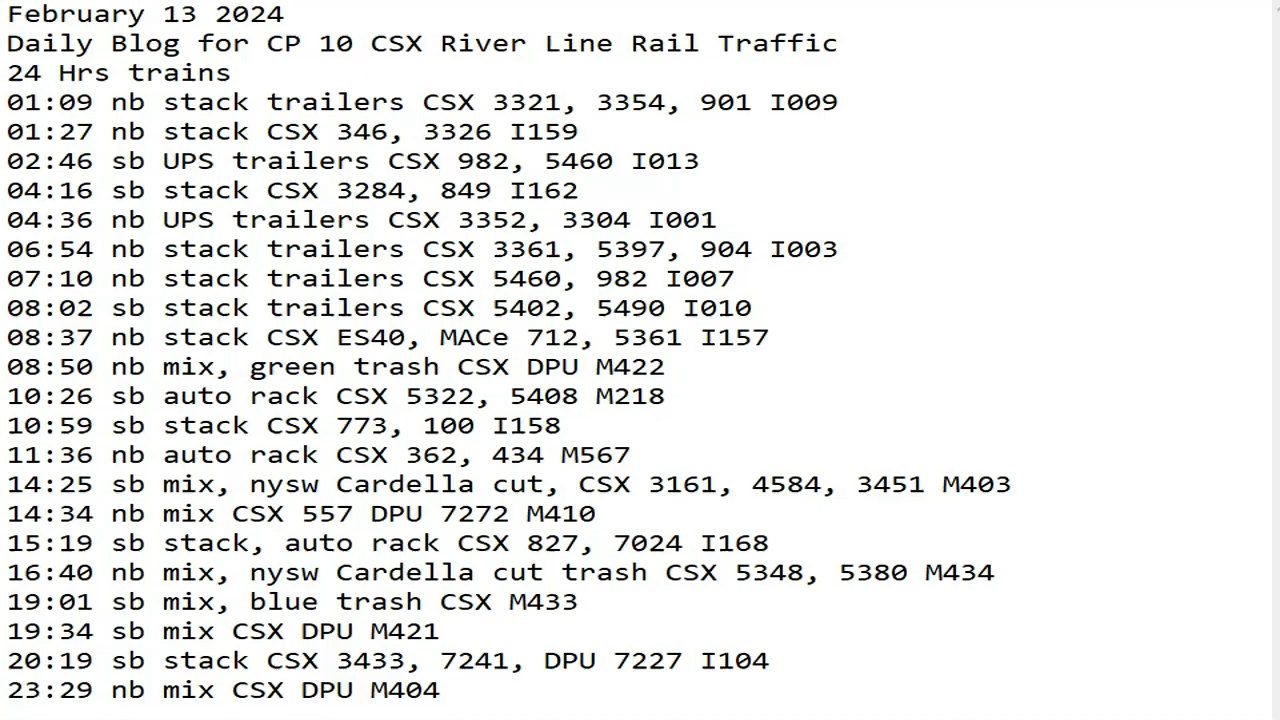 February 13 2024
Daily Blog for CP 10 CSX River Line Rail Traffic
24 Hrs trains
01:09 nb stack trailers CSX 3321, 3354, 901 I009
01:27 nb stack CSX 346, 3326 I159
02:46 sb UPS trailers CSX 982, 5460 I013
04:16 sb stack CSX 3284, 849 I162
04:36 nb UPS trailers CSX 3352, 3304 I001
06:54 nb stack trailers CSX 3361, 5397, 904 I003
07:10 nb stack trailers CSX 5460, 982 I007
08:02 sb stack trailers CSX 5402, 5490 I010
08:37 nb stack CSX ES40, MACe 712, 5361 I157
08:50 nb mix, green trash CSX DPU M422
10:26 sb auto rack CSX 5322, 5408 M218
10:59 sb stack CSX 773, 100 I158
11:36 nb auto rack CSX 362, 434 M567
14:25 sb mix, nysw Cardella cut, CSX 3161, 4584, 3451 M403
14:34 nb mix CSX 557 DPU 7272 M410
15:19 sb stack, auto rack CSX 827, 7024 I168
16:40 nb mix, nysw Cardella cut trash CSX 5348, 5380 M434
19:01 sb mix, blue trash CSX M433
19:34 sb mix CSX DPU M421
20:19 sb stack CSX 3433, 7241, DPU 7227 I104
23:29 nb mix CSX DPU M404